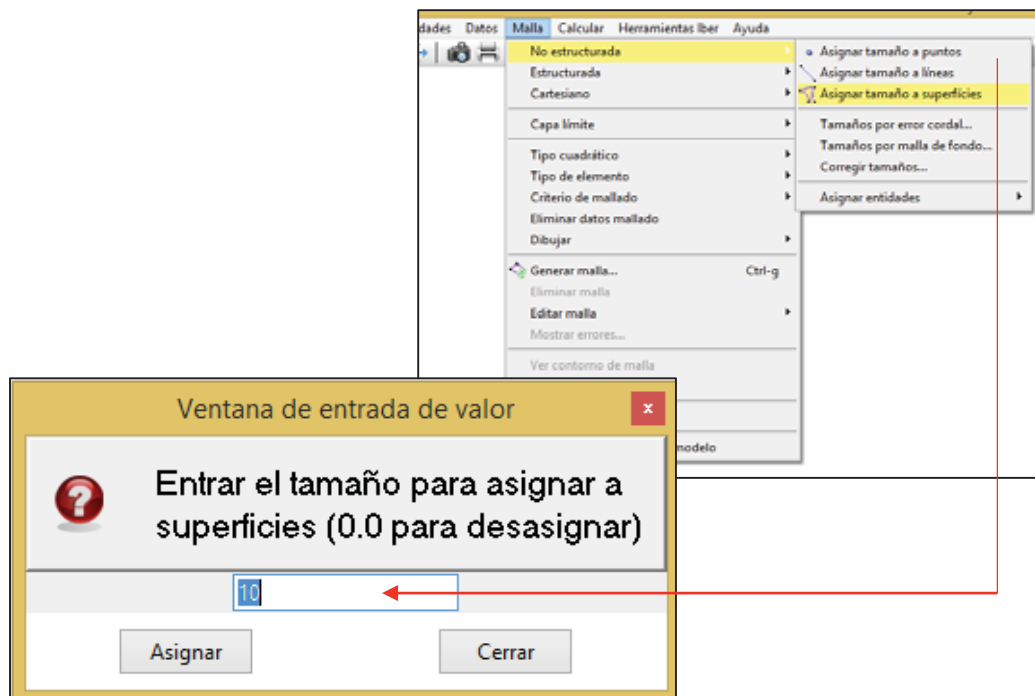 dades Datos Malla Calcular Herramientas Iber Ayuda
No estructurada
Estructurada
Cartesiano
Capa límite
Tipo cuadrático
Tipo de elemento
Criterio de mallado
Eliminar datos mallado
Dibujar
Generar malla... Ctrl-g
Eliminar malla
Editar malla
Mostrar errores...
Ver contorno de malla
modelo
Asignar tamaño a puntos
Asignar tamaño a líneas
Asignar tamaño a superfícies
Tamaños por error cordal...
Tamaños por malla de fondo...
Corregir tamaños...
Asignar entidades
Ventana de entrada de valor
x
?
Entrar el tamaño para asignar a
superficies (0.0 para desasignar)
10
Asignar Cerrar